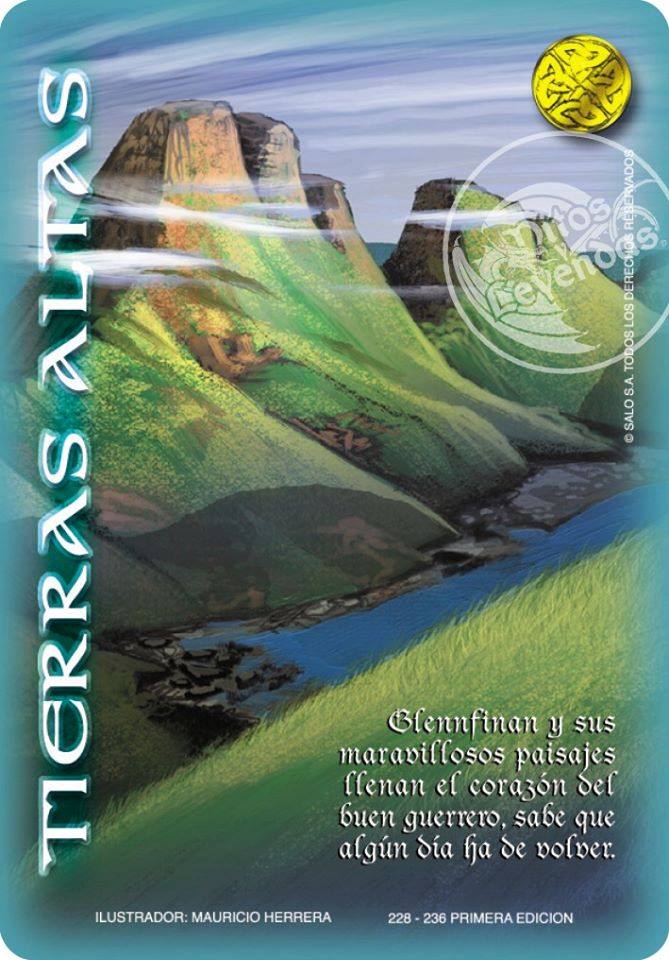 TIERRAS ALTAS
Mitos
y
Leyendas
© SALO S.A. TODOS LOS DERECHOS RESERVADOS
Glennfinan y sus
maravillosos paisajes
llenan el corazón del
buen guerrero, sabe que
algún día ha de volver.
ILUSTRADOR: MAURICIO HERRERA
228 - 236 PRIMERA EDICION